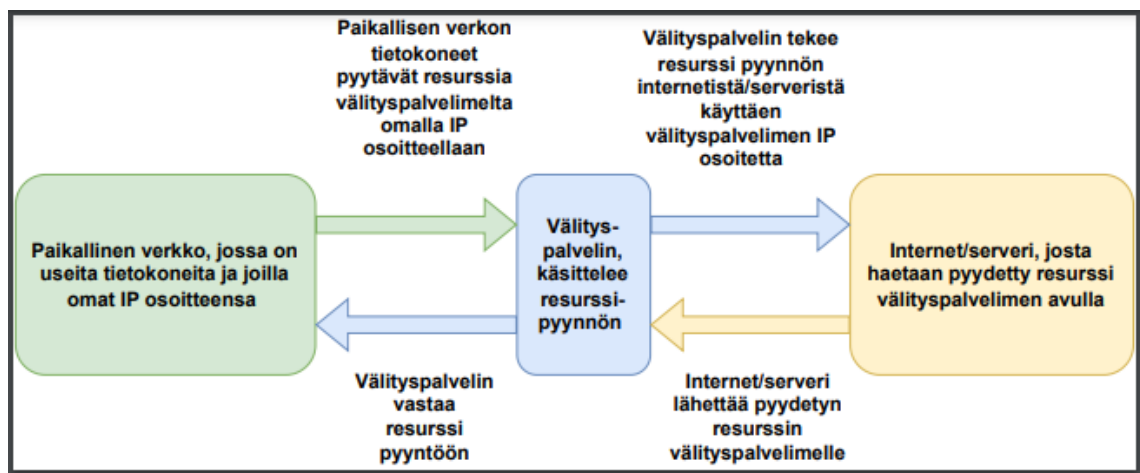 Paikallisen verkon
tietokoneet
pyytävät resurssia
välityspalvelimelta
omalla IP
osoitteellaan
Välityspalvelin tekee
resurssi pyynnön
internetistä/serveristä
käyttäen
välityspalvelimen IP
osoitetta
Paikallinen verkko, jossa on
useita tietokoneita ja joilla
omat IP osoitteensa
Välitys-
palvelin,
käsittelee
resurssi-
pyynnön
Internet/serveri, josta
haetaan pyydetty resurssi
välityspalvelimen avulla
Välityspalvelin
vastaa
resurssi
pyyntöön
Internet/serveri
lähettää pyydetyn
resurssin
välityspalvelimelle